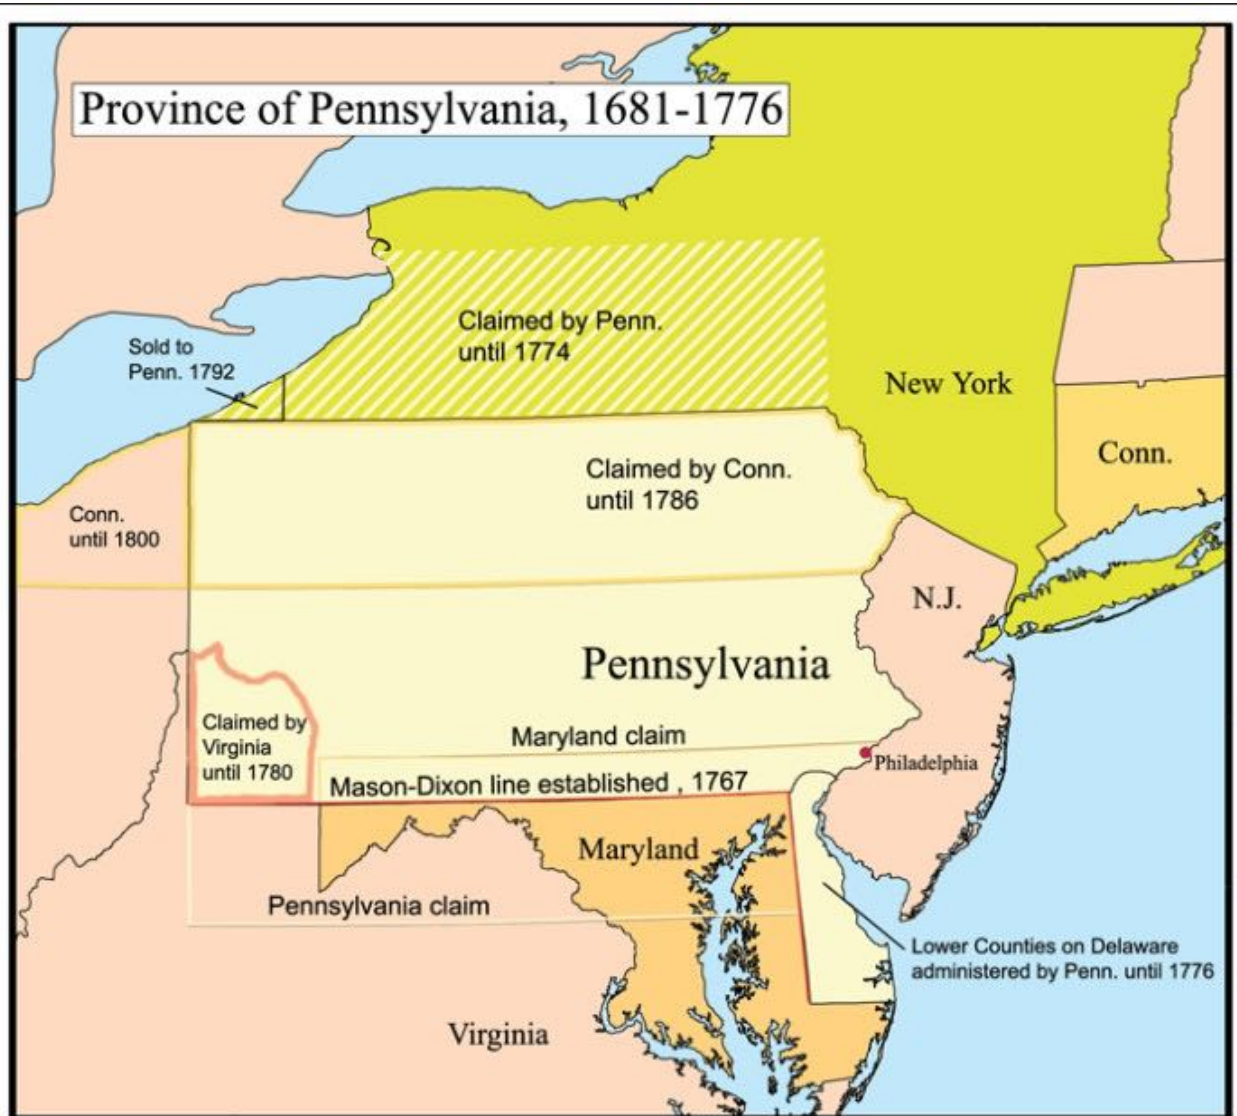 Province of Pennsylvania, 1681-1776
Claimed by Penn.
until 1774
Sold to
Penn. 1792
New York
Conn.
Claimed by Conn.
until 1786
Conn.
until 1800
N.J.
Pennsylvania
Claimed by
Virginia
until 1780
Maryland claim
Philadelphia
Mason-Dixon line established , 1767
Maryland
Pennsylvania claim
Lower Counties on Delaware
administered by Penn. until 1776
Virginia